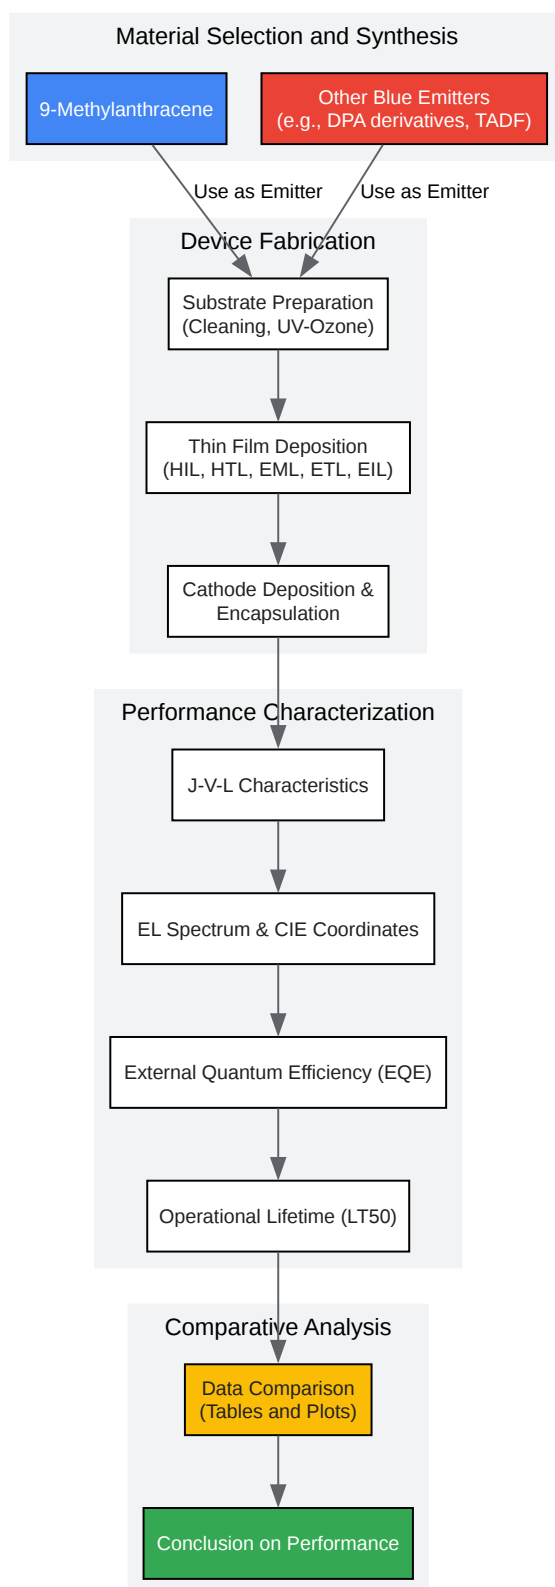 Material Selection and Synthesis
9-Methylanthracene
Other Blue Emitters
(e.g., DPA derivatives, TADF)
Use as Emitter
Use as Emitter
Device Fabrication
Substrate Preparation
(Cleaning, UV-Ozone)
Thin Film Deposition
(HIL, HTL, EML, ETL, EIL)
Cathode Deposition &
Encapsulation
Performance Characterization
J-V-L Characteristics
EL Spectrum & CIE Coordinates
External Quantum Efficiency (EQE)
Operational Lifetime (LT50)
Comparative Analysis
Data Comparison
(Tables and Plots)
Conclusion on Performance